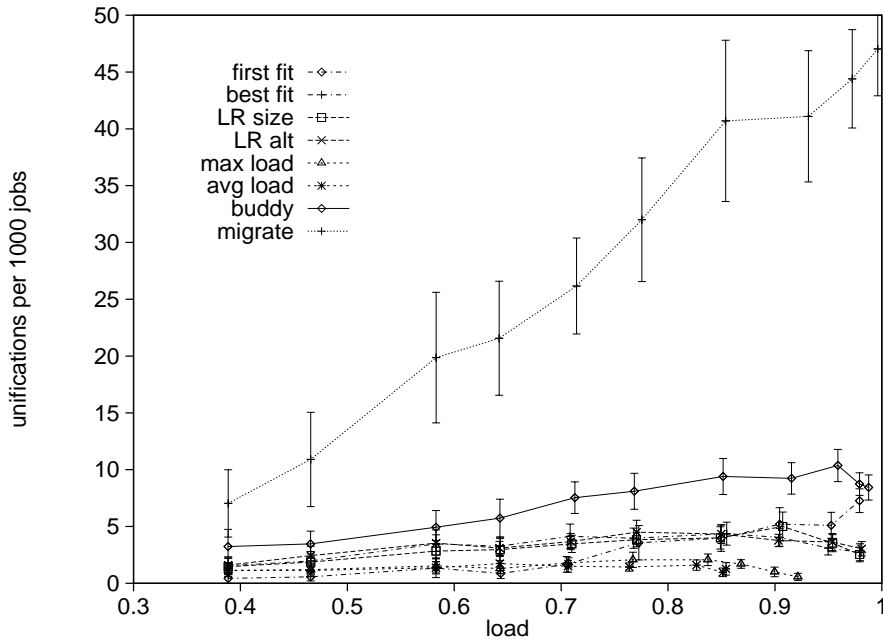 50
45
40
35
30
25
20
15
10
5
0
unifications per 1000 jobs
first fit
best fit
LR size
LR alt
max load
avg load
buddy
migrate
0.3 0.4 0.5 0.6 0.7 0.8 0.9 1
load